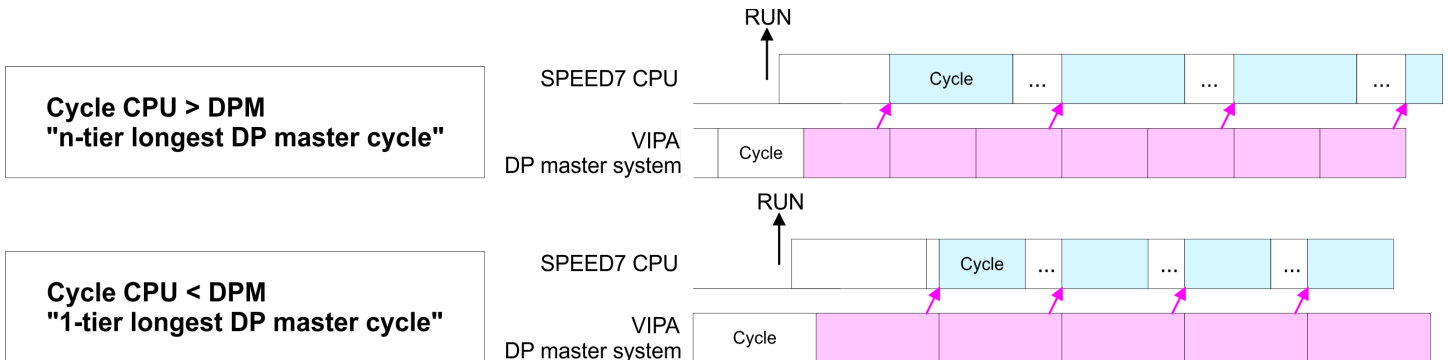 RUN
SPEED7 CPU
Cycle
...
...
...
Cycle CPU > DPM
"n-tier longest DP master cycle"
VIPA
DP master system
Cycle
RUN
SPEED7 CPU
Cycle
...
...
...
Cycle CPU < DPM
"1-tier longest DP master cycle"
VIPA
DP master system
Cycle